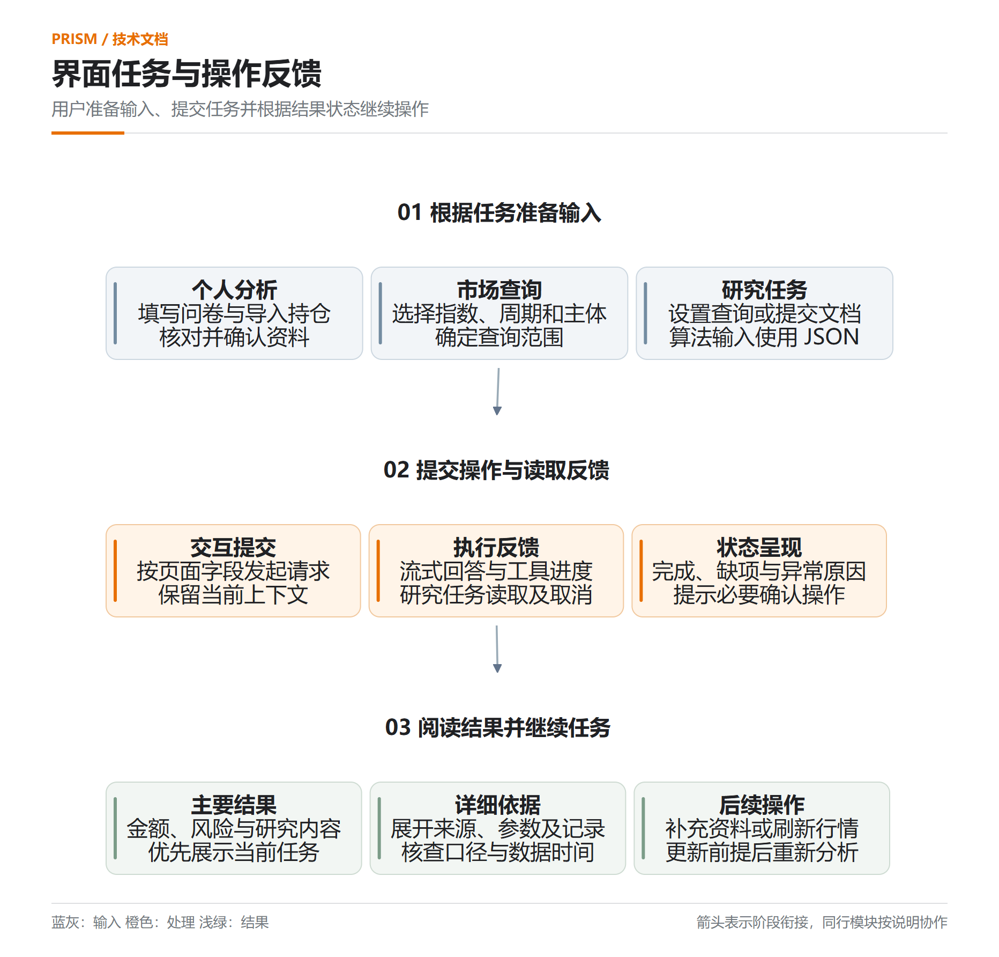 PRISM / 技术文档
界面任务与操作反馈
用户准备输入、提交任务并根据结果状态继续操作
01 根据任务准备输入
个人分析
填写问卷与导入持仓
核对并确认资料
市场查询
选择指数、周期和主体
确定查询范围
研究任务
设置查询或提交文档
算法输入使用 JSON
02 提交操作与读取反馈
交互提交
按页面字段发起请求
保留当前上下文
执行反馈
流式回答与工具进度
研究任务读取及取消
状态呈现
完成、缺项与异常原因
提示必要确认操作
03 阅读结果并继续任务
主要结果
金额、风险与研究内容
优先展示当前任务
详细依据
展开来源、参数及记录
核查口径与数据时间
后续操作
补充资料或刷新行情
更新前提后重新分析
蓝灰：输入 橙色：处理 浅绿：结果
箭头表示阶段衔接，同行模块按说明协作